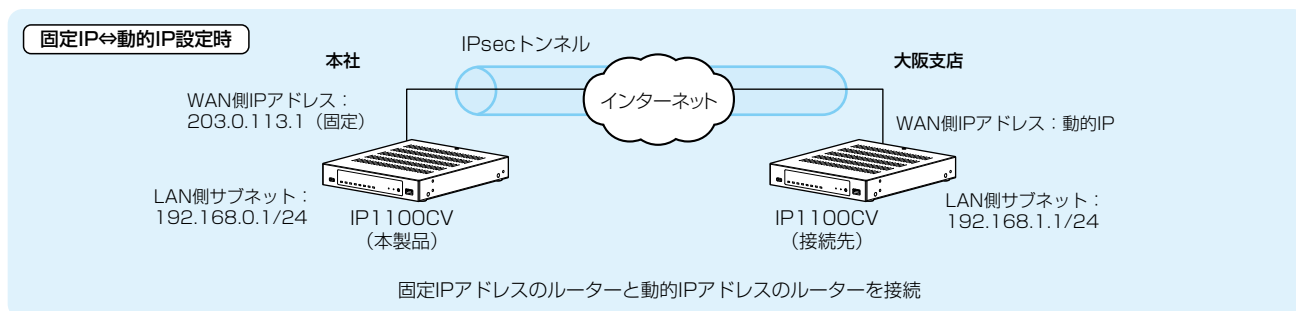 固定IP⇔動的IP設定時
IPsecトンネル
本社
大阪支店
インターネット
WAN側IPアドレス：
203.0.113.1（固定）
WAN側IPアドレス：動的IP
LAN側サブネット：
192.168.0.1/24
IP1100CV
（本製品）
IP1100CV
（接続先）
LAN側サブネット：
192.168.1.1/24
固定IPアドレスのルーターと動的IPアドレスのルーターを接続